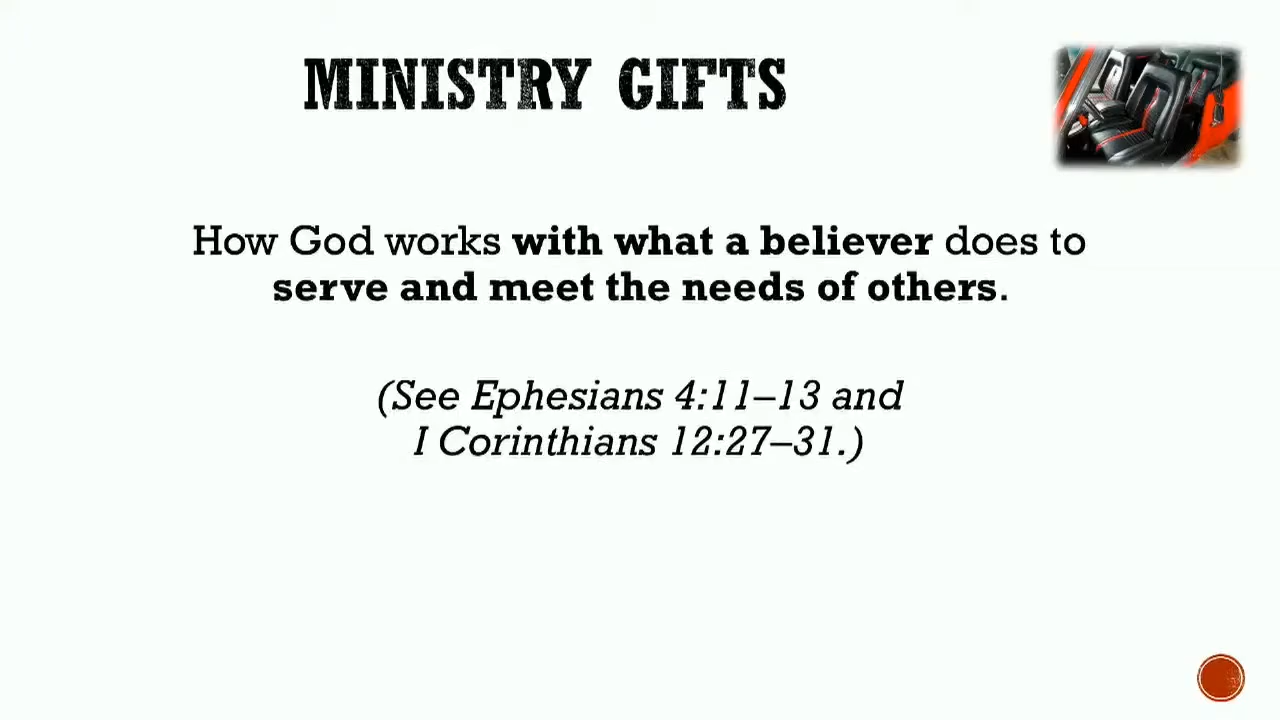 MINISTRY GIFTS
How God works with what a believer does to
serve and meet the needs of others.
(See Ephesians 4:11–13 and
I Corinthians 12:27–31.)